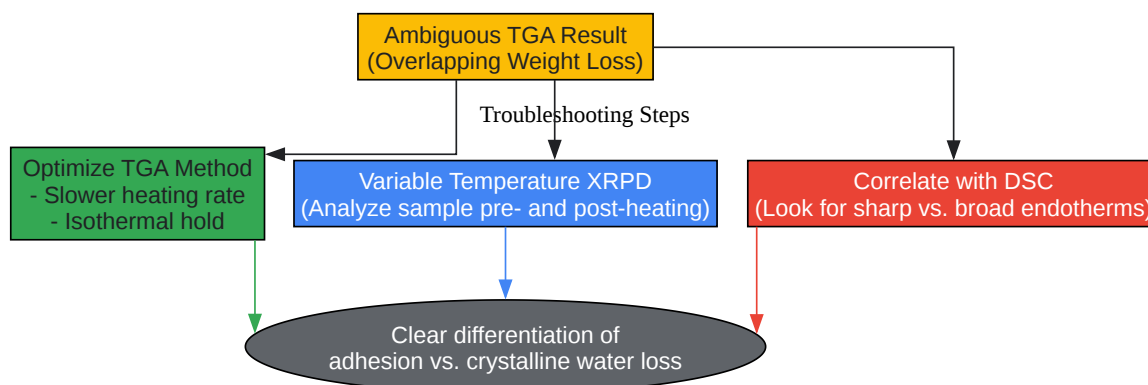 Ambiguous TGA Result
(Overlapping Weight Loss)
Troubleshooting Steps
Optimize TGA Method
- Slower heating rate
- Isothermal hold
Variable Temperature XRPD
(Analyze sample pre- and post-heating)
Correlate with DSC
(Look for sharp vs. broad endotherms)
Clear differentiation of
adhesion vs. crystalline water loss